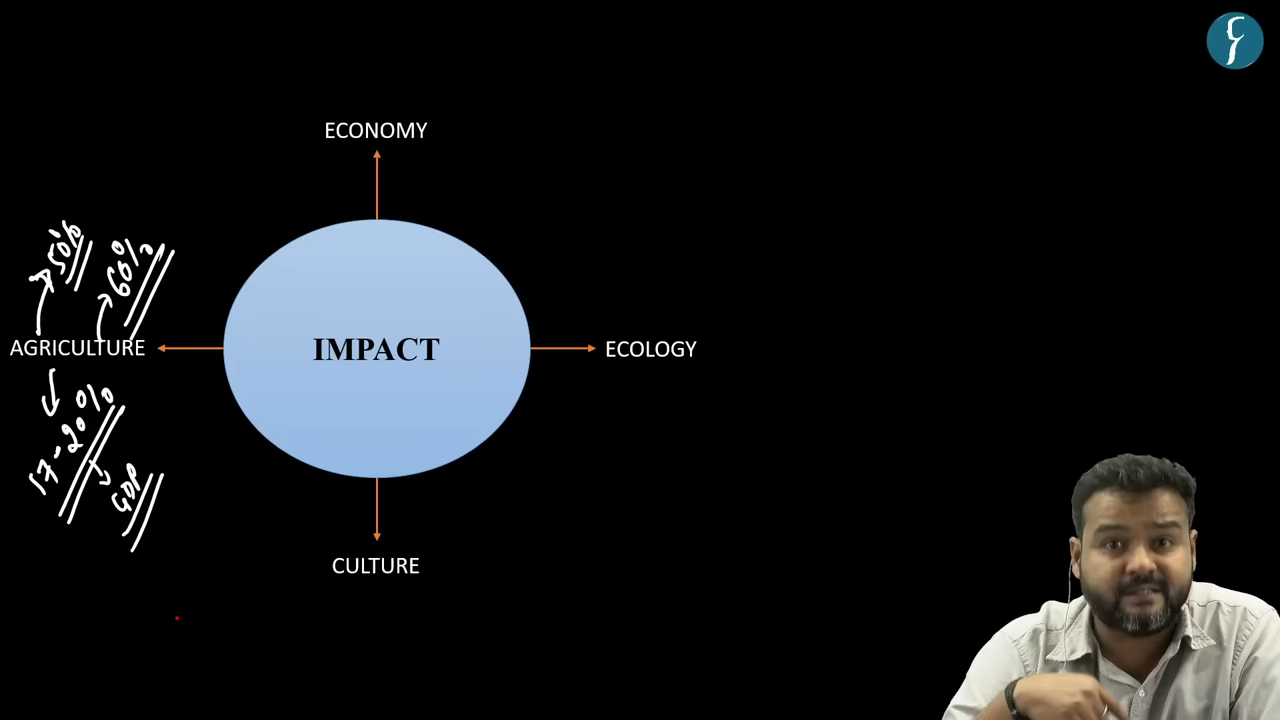 ECONOMY
50%
60%
AGRICULTURE
IMPACT
ECOLOGY
17-20%
GDP
CULTURE